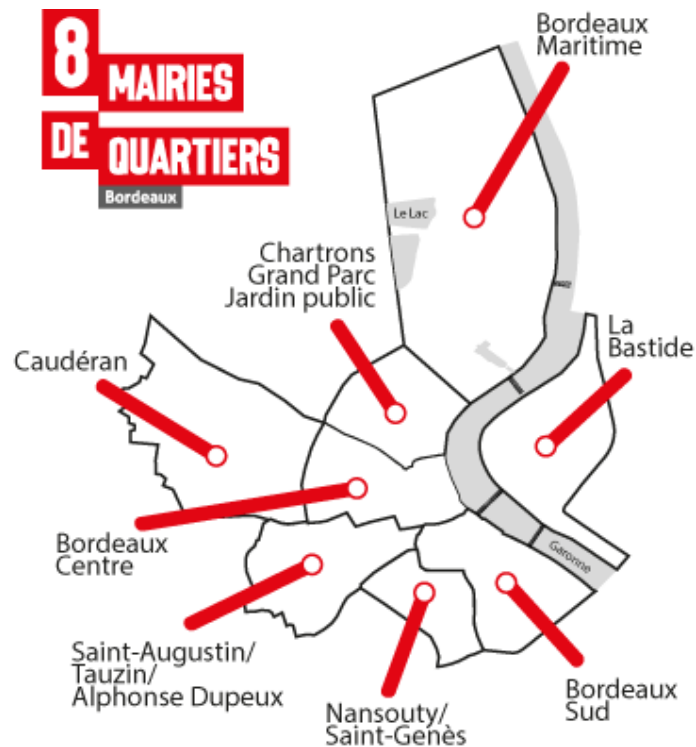 8 MAIRIES
DE QUARTIERS
Bordeaux
Bordeaux
Maritime
Le Lac
Chartrons
Grand Parc
Jardin public
La
Bastide
Caudéran
Bordeaux
Centre
Garonne
Saint-Augustin/
Tauzin/
Alphonse Dupeux
Nansouty/
Saint-Genès
Bordeaux
Sud